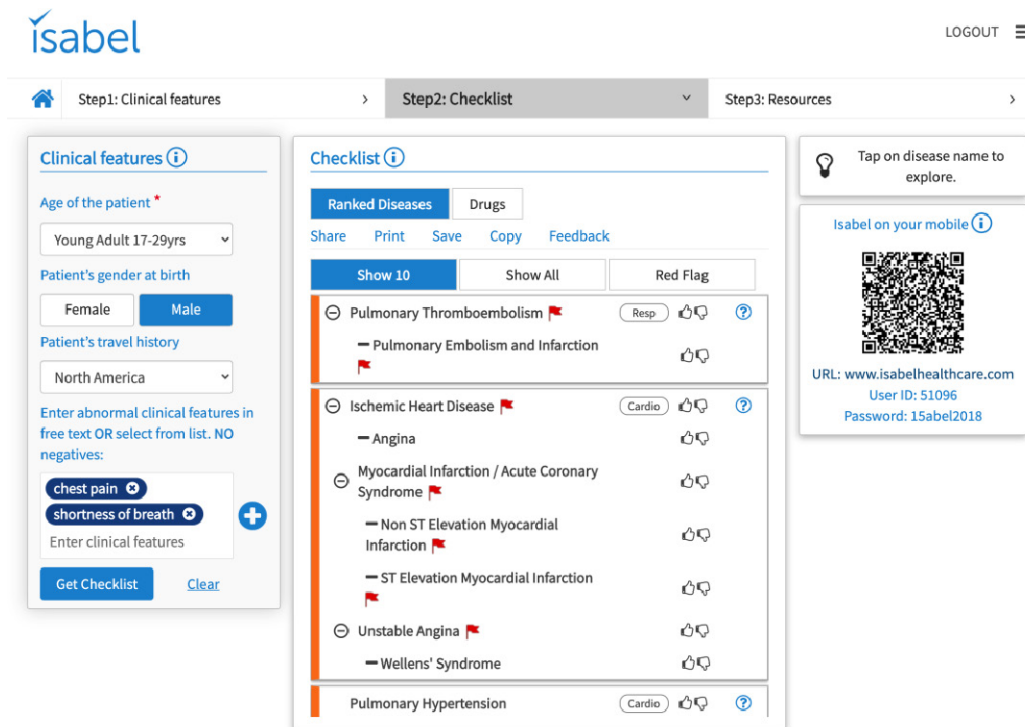 isabel
LOGOUT
Step1: Clinical features
Step2: Checklist
Step3: Resources
Clinical features
Age of the patient *
Young Adult 17-29yrs
Patient's gender at birth
Female
Male
Patient's travel history
North America
Enter abnormal clinical features in
free text OR select from list. NO
negatives:
chest pain
shortness of breath
Enter clinical features
Get Checklist
Clear
Checklist
Ranked Diseases
Drugs
Share
Print
Save
Copy
Feedback
Show 10
Show All
Red Flag
Pulmonary Thromboembolism
Resp
Pulmonary Embolism and Infarction
Ischemic Heart Disease
Cardio
Angina
Myocardial Infarction / Acute Coronary
Syndrome
Non ST Elevation Myocardial
Infarction
ST Elevation Myocardial Infarction
Unstable Angina
Wellens' Syndrome
Pulmonary Hypertension
Cardio
Tap on disease name to
explore.
Isabel on your mobile
URL: www.isabelhealthcare.com
User ID: 51096
Password: 15abel2018